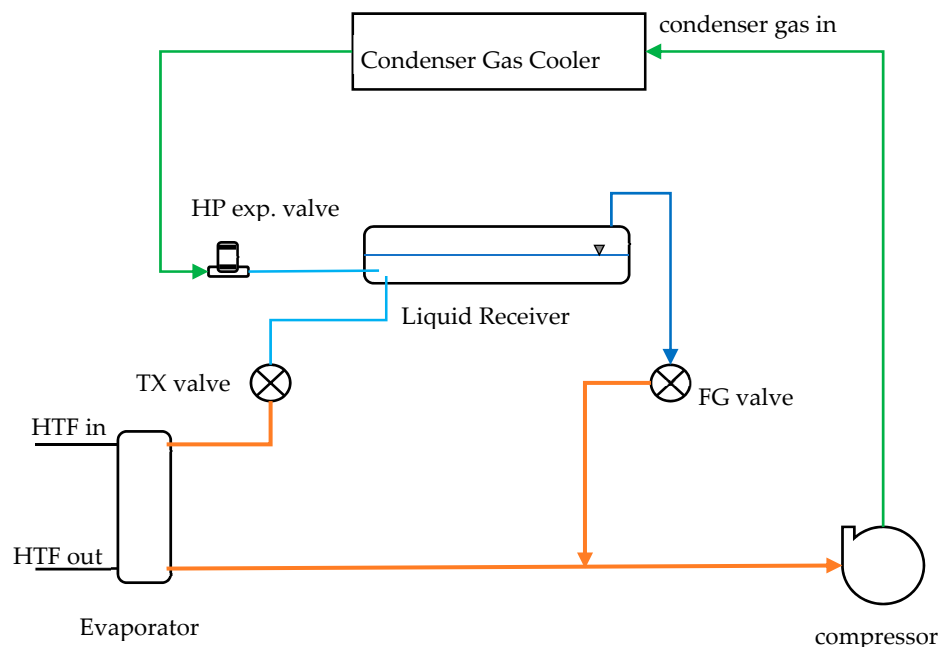 condenser gas in
Condenser Gas Cooler
HP exp. valve
Liquid Receiver
TX valve
FG valve
HTF in
HTF out
Evaporator
compressor